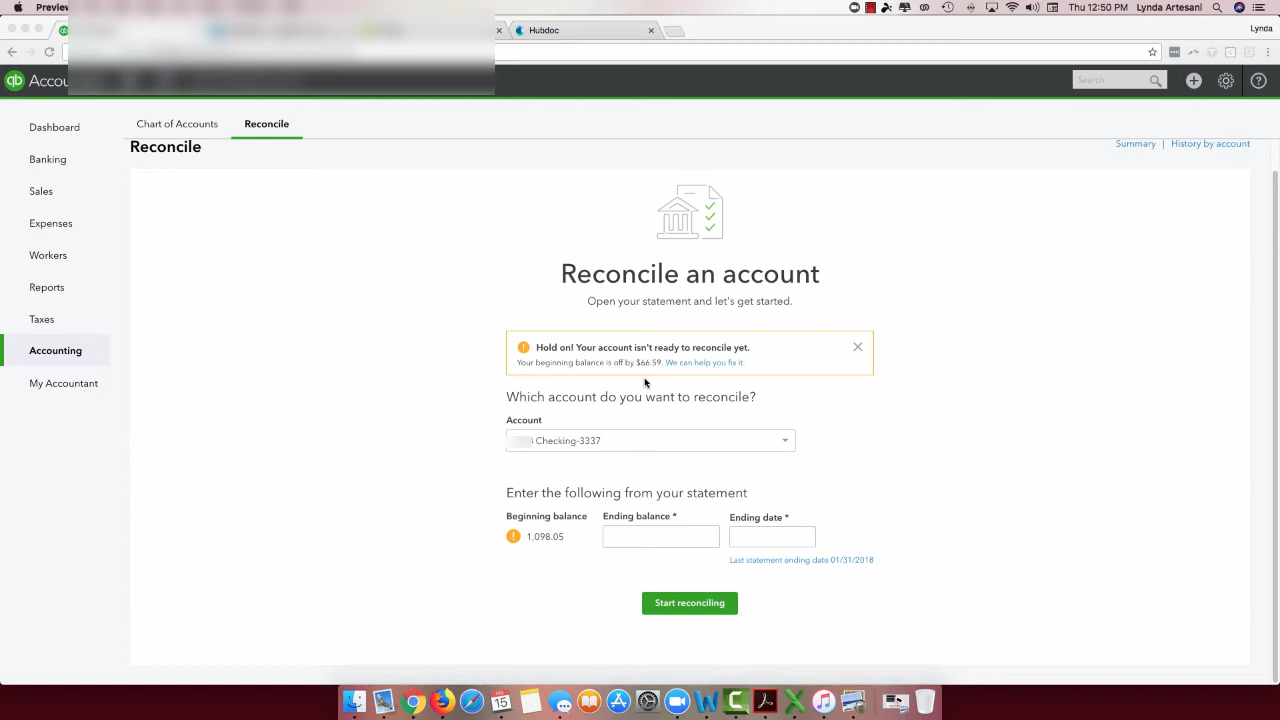 Preview
Thu 12:50 PM Lynda Artesani
Hubdoc
Lynda
qb Accou
Search
Dashboard
Banking
Sales
Expenses
Workers
Reports
Taxes
Accounting
My Accountant
Chart of Accounts Reconcile
Reconcile
Summary | History by account
Reconcile an account
Open your statement and let's get started.
Hold on! Your account isn't ready to reconcile yet.
Your beginning balance is off by $66.59. We can help you fix it.
Which account do you want to reconcile?
Account
Checking-3337
Enter the following from your statement
Beginning balance Ending balance * Ending date *
1,098.05
Last statement ending date 01/31/2018
Start reconciling
15